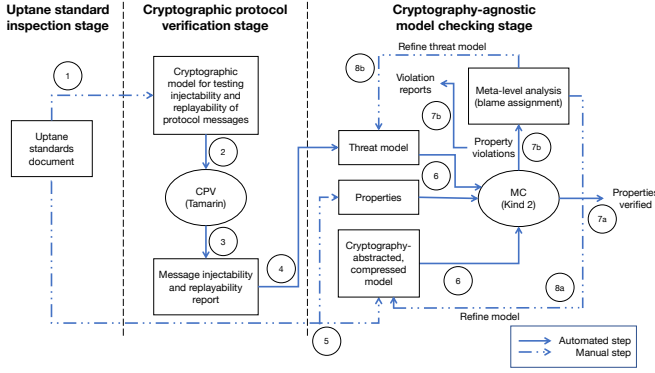 Uptane standard
inspection stage
Cryptographic protocol
verification stage
Cryptography-agnostic
model checking stage
1
Uptane
standards
document
Cryptographic
model for testing
injectability and
replayability of
protocol messages
2
CPV
(Tamarin)
3
Message injectability
and replayability
report
4
5
Refine threat model
8b
Violation
reports
7b
Meta-level analysis
(blame assignment)
Property
violations
7b
Threat model
6
Properties
MC
(Kind 2)
Properties
verified
7a
Cryptography-
abstracted,
compressed
model
6
8a
Refine model
Automated step
Manual step